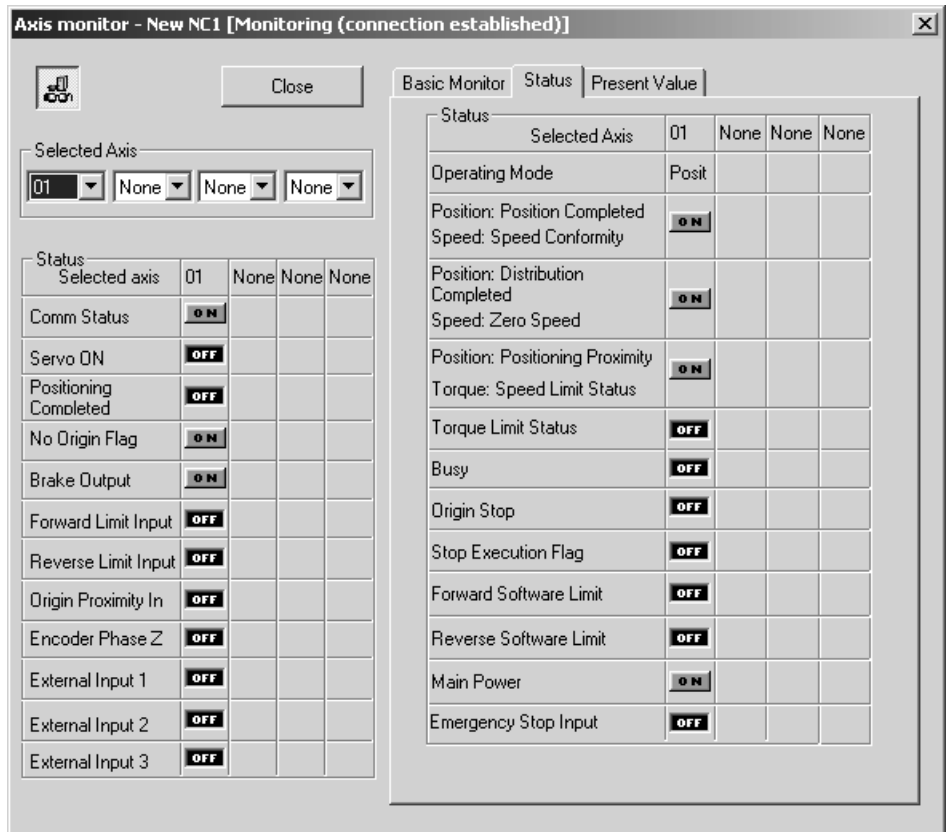 Axis monitor - New NC1 [Monitoring (connection established)]
Close
Selected Axis
01 None None None
Status
Selected axis 01 None None None
Comm Status ON
Servo ON OFF
Positioning
Completed OFF
No Origin Flag ON
Brake Output ON
Forward Limit Input OFF
Reverse Limit Input OFF
Origin Proximity In OFF
Encoder Phase Z OFF
External Input 1 OFF
External Input 2 OFF
External Input 3 OFF
Basic Monitor Status Present Value
Status
Selected Axis 01 None None None
Operating Mode Posit
Position: Position Completed
Speed: Speed Conformity ON
Position: Distribution
Completed ON
Speed: Zero Speed
Position: Positioning Proximity ON
Torque: Speed Limit Status
Torque Limit Status OFF
Busy OFF
Origin Stop OFF
Stop Execution Flag OFF
Forward Software Limit OFF
Reverse Software Limit OFF
Main Power ON
Emergency Stop Input OFF